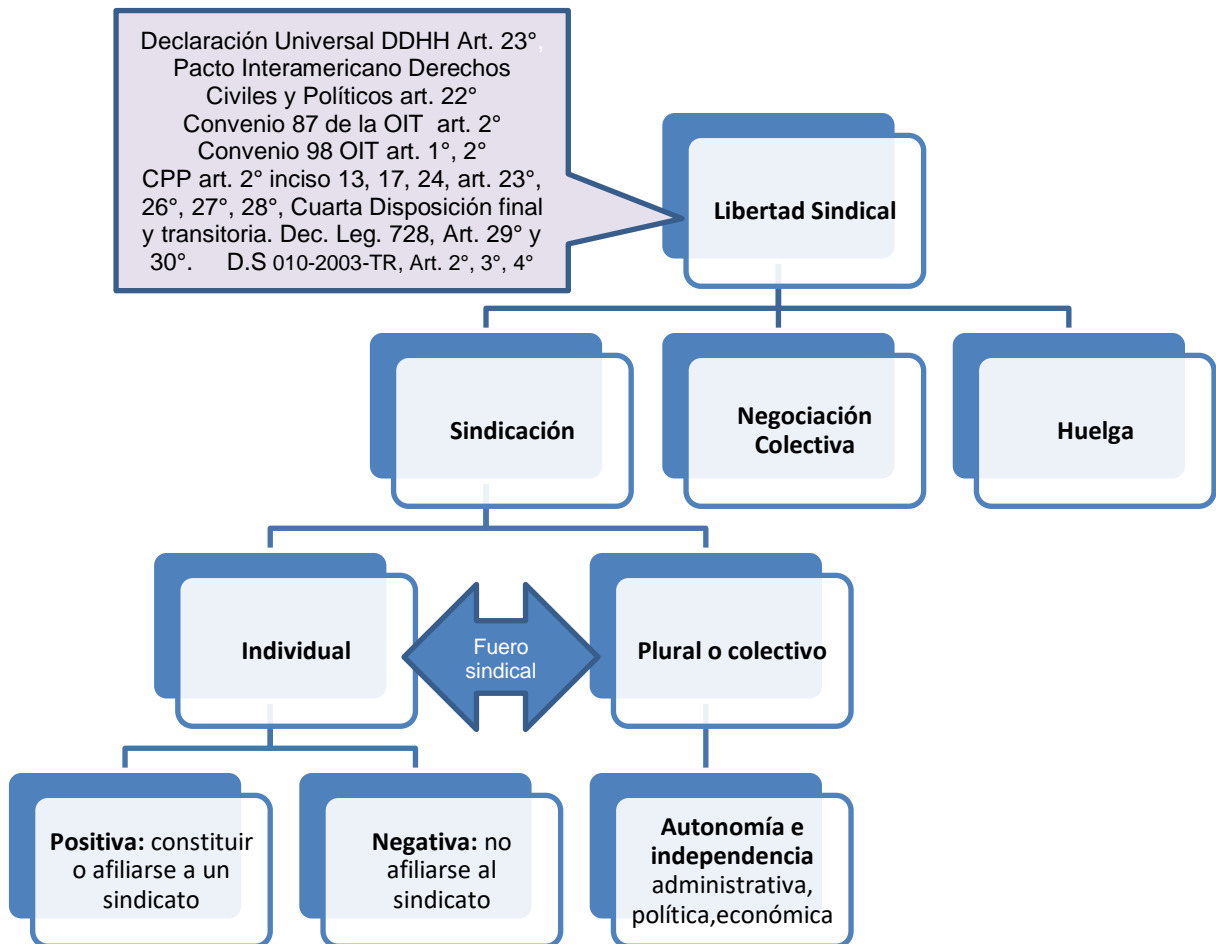 Declaración Universal DDHH Art. 23°,
Pacto Interamericano Derechos
Civiles y Políticos art. 22°
Convenio 87 de la OIT art. 2°
Convenio 98 OIT art. 1°, 2°
CPP art. 2° inciso 13, 17, 24, art. 23°,
26°, 27°, 28°, Cuarta Disposición final
y transitoria. Dec. Leg. 728, Art. 29° y
30°. D.S 010-2003-TR, Art. 2°, 3°, 4°
Libertad Sindical
Sindicación
Negociación
Colectiva
Huelga
Individual
Fuero
sindical
Plural o colectivo
Positiva: constituir
o afiliarse a un
sindicato
Negativa: no
afiliarse al
sindicato
Autonomía e
independencia
administrativa,
política,económica